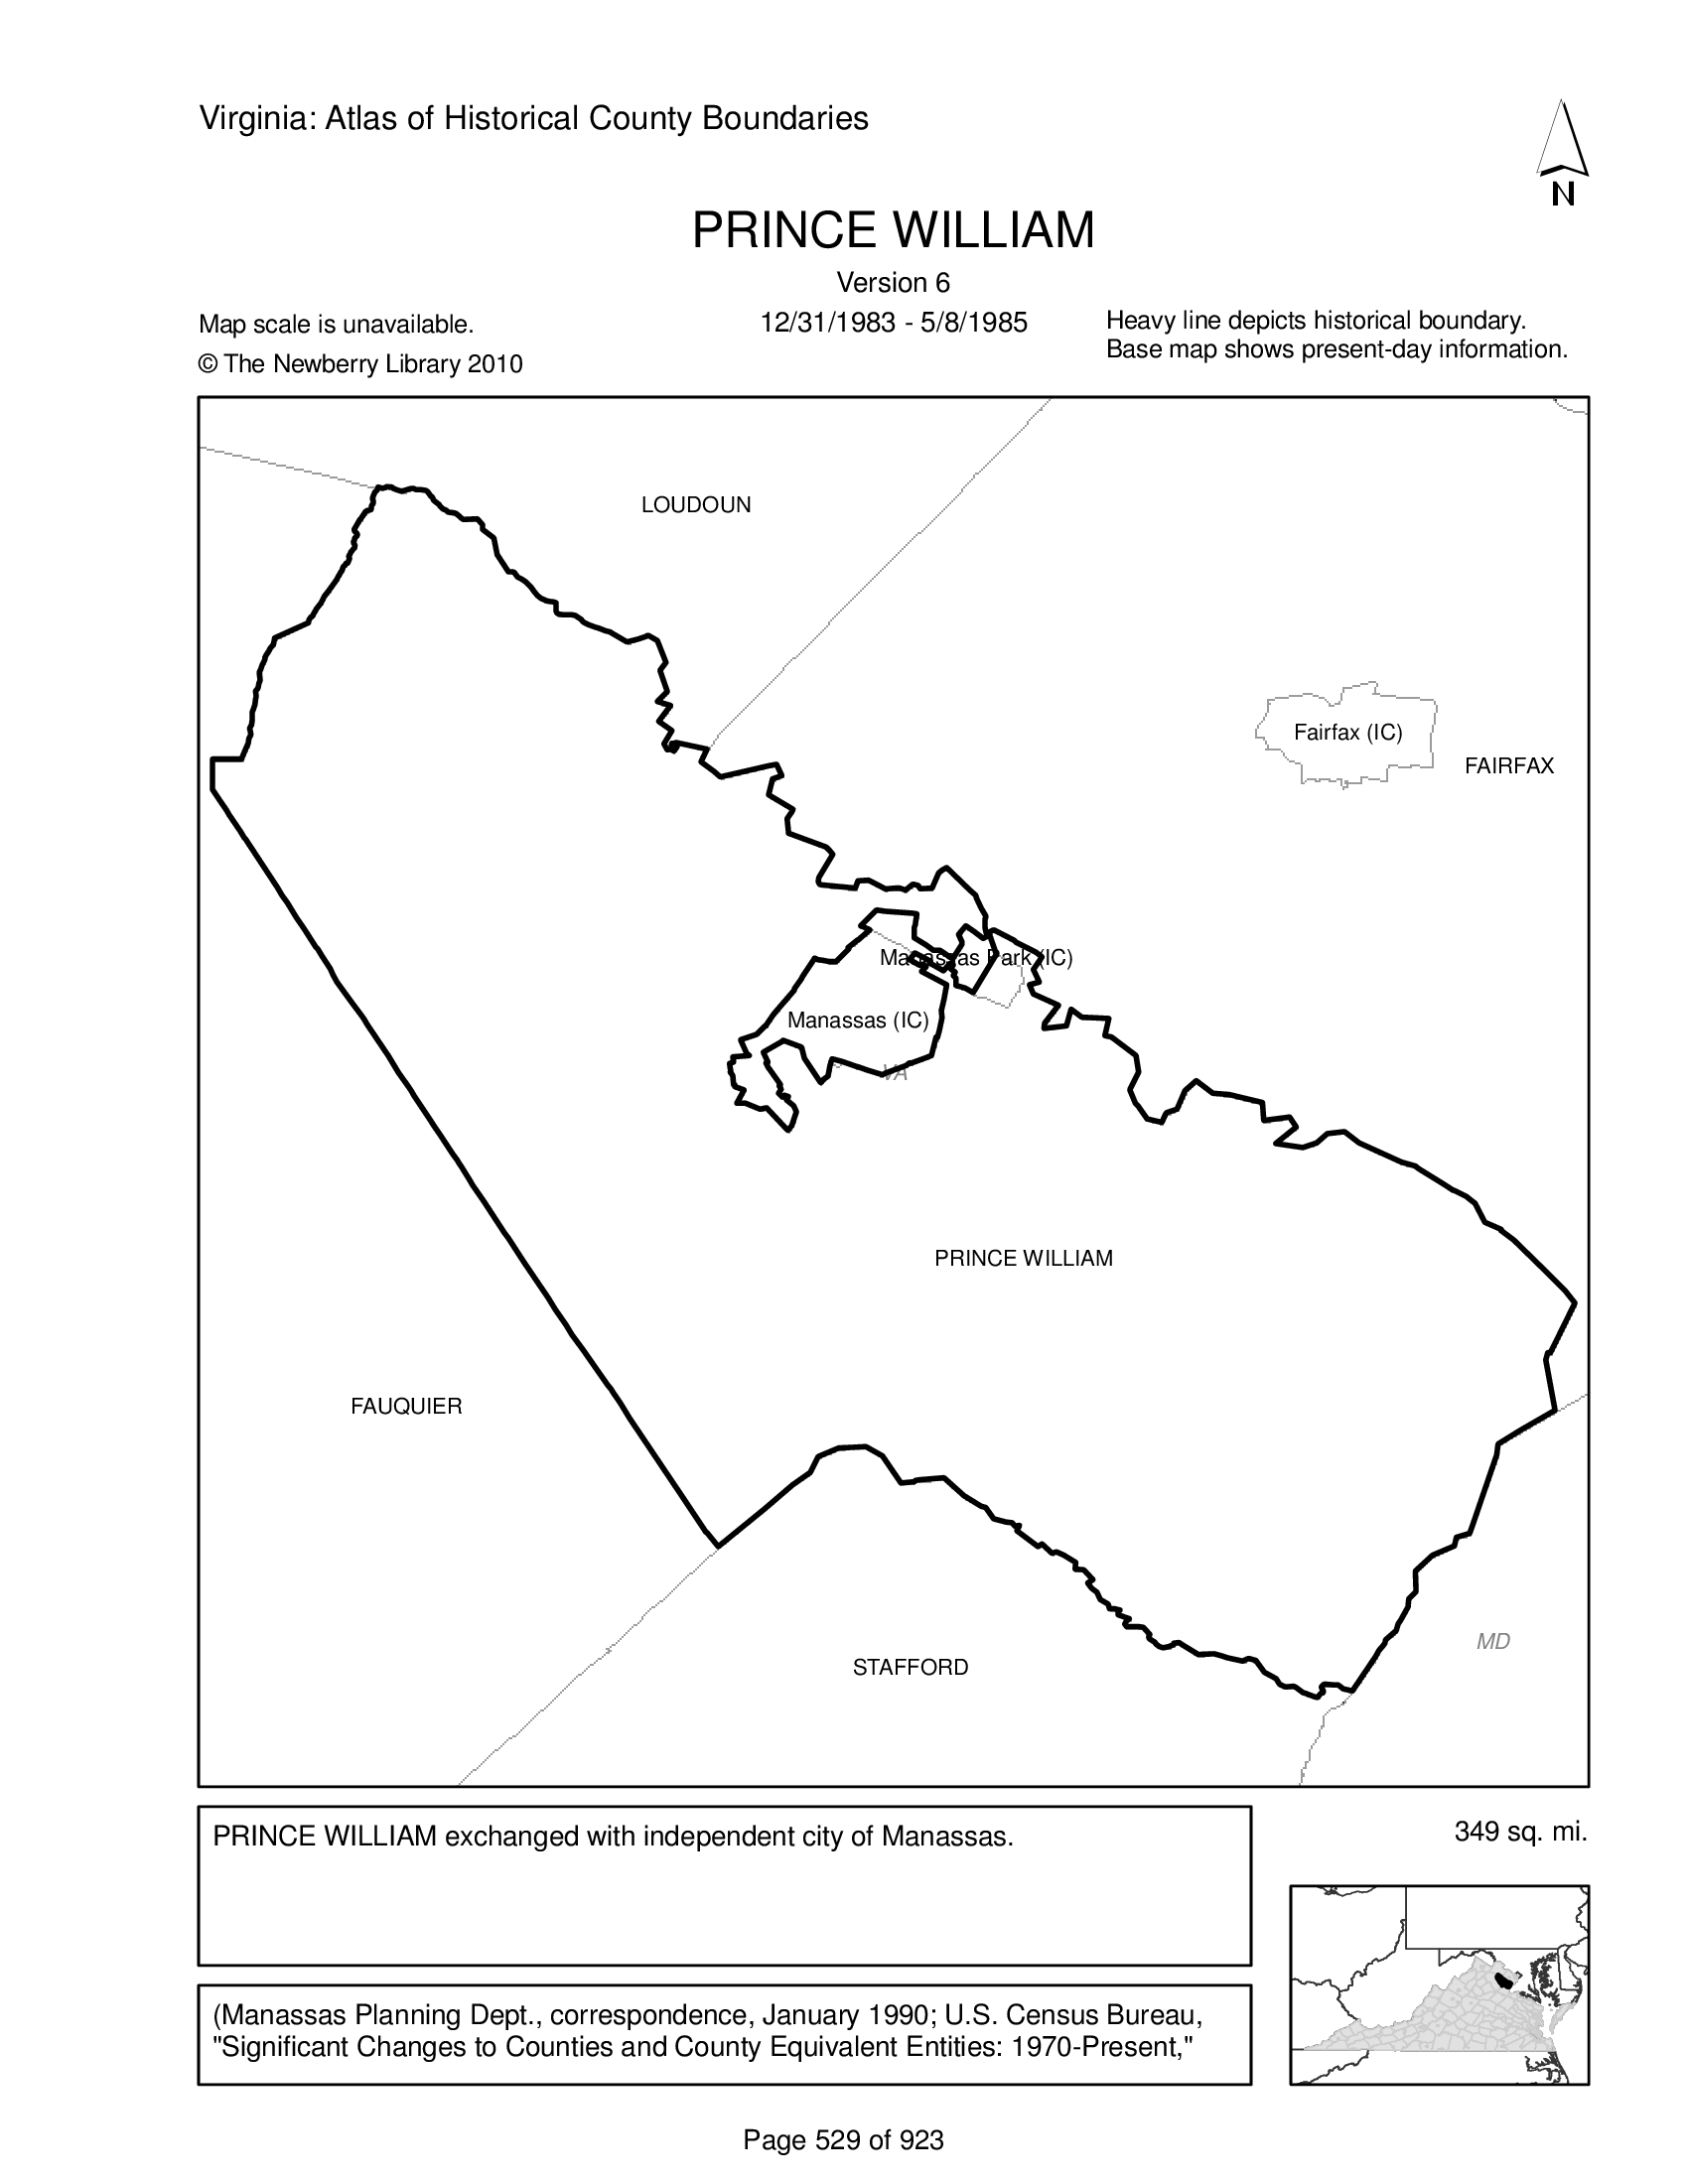 Virginia: Atlas of Historical County Boundaries
N
PRINCE WILLIAM
Version 6
12/31/1983 - 5/8/1985
Map scale is unavailable.
© The Newberry Library 2010
Heavy line depicts historical boundary.
Base map shows present-day information.
LOUDOUN
Fairfax (IC)
FAIRFAX
Manassas Park (IC)
Manassas (IC)
VA
PRINCE WILLIAM
FAUQUIER
MD
STAFFORD
PRINCE WILLIAM exchanged with independent city of Manassas.
349 sq. mi.
(Manassas Planning Dept., correspondence, January 1990; U.S. Census Bureau,
"Significant Changes to Counties and County Equivalent Entities: 1970-Present,"
Page 529 of 923